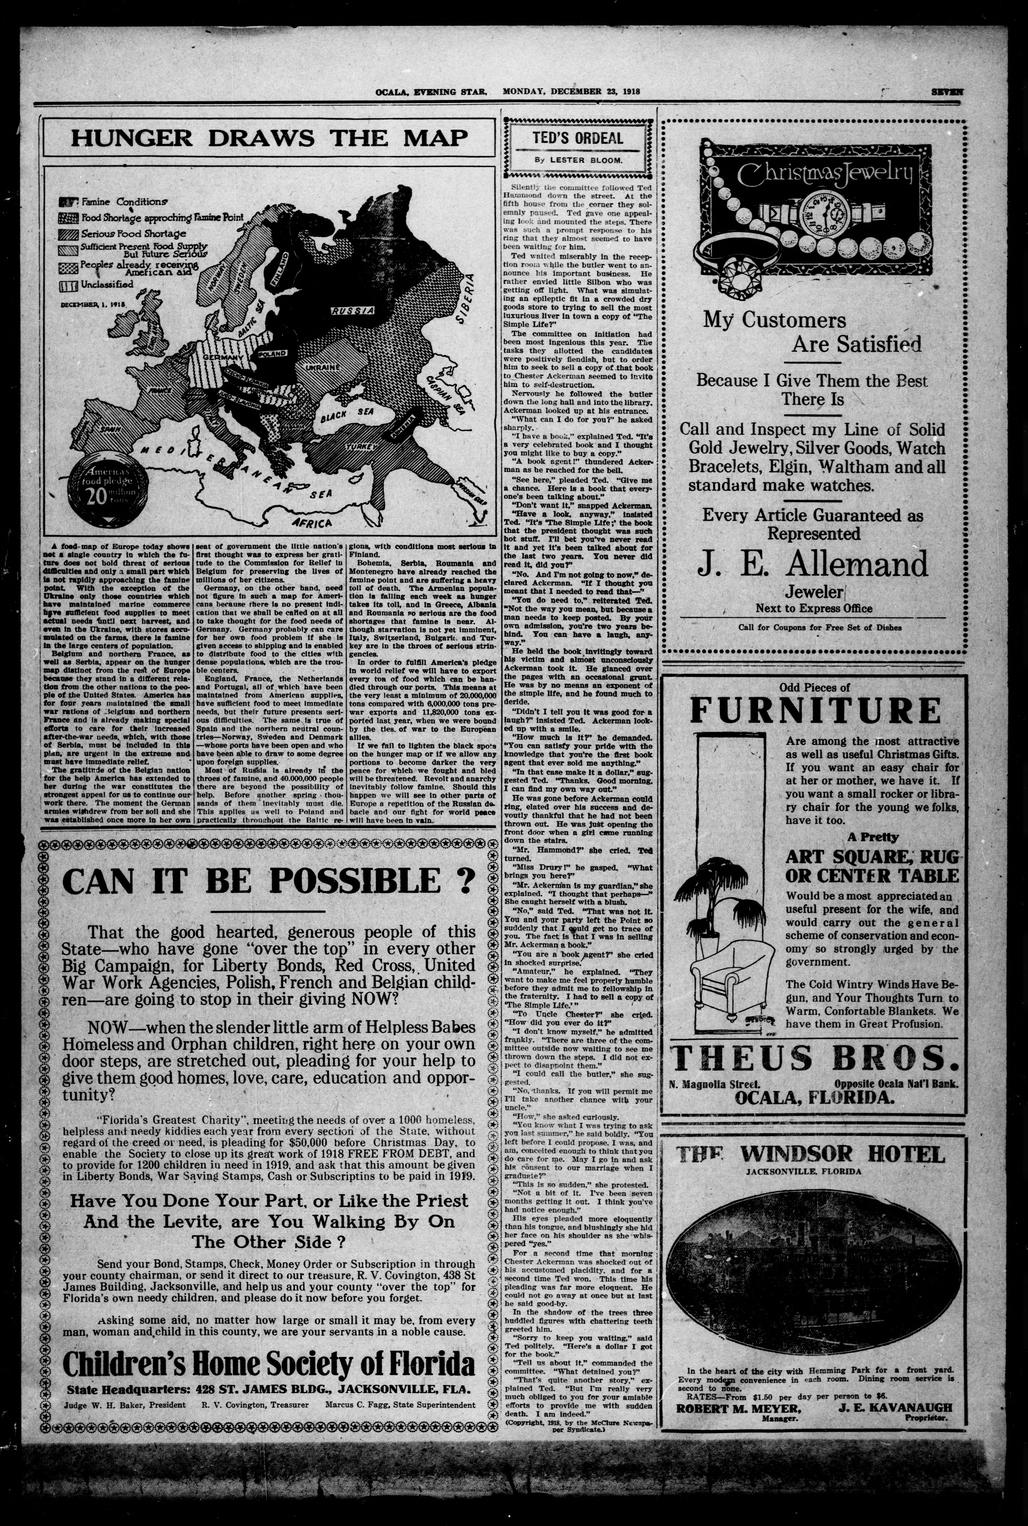 OCALA, EVENING STAR, MONDAY, DECEMBER 23, 1918
SEVEN
HUNGER DRAWS THE MAP
Famine Conditions
Food Shortage approching Famine Point
Serious Food Shortage
Sufficient Present Food Supply
But Future Serious
Peoples already receiving
American aid
Unclassified
DECEMBER 1, 1918
NORWAY
SWEDEN
FINLAND
BALTIC SEA
RUSSIA
SIBERIA
GERMANY
POLAND
UKRAINE
FRANCE
SPAIN
BLACK SEA
CASPIAN SEA
TURKEY
MEDITERRANEAN SEA
AFRICA
PERSIAN GULF
America's
food pledge
20 million
tons
A food-map of Europe today shows
not a single country in which the fu-
ture does not hold threat of serious
difficulties and only a small part which
is not rapidly approaching the famine
point. With the exception of the
Ukraine only those countries which
have maintained marine commerce
have sufficient food supplies to meet
actual needs until next harvest, and
even in the Ukraine, with stores accu-
mulated on the farms, there is famine
in the large centers of population.
Belgium and northern France, as
well as Serbia, appear on the hunger
map distinct from the rest of Europe
because they stand in a different rela-
tion from the other nations to the peo-
ple of the United States. America has
for four years maintained the small
war rations of Belgium and northern
France and is already making special
efforts to care for their increased
after-the-war needs, which, with those
of Serbia, must be included in this
plan, are urgent in the extreme and
must have immediate relief.
The gratitude of the Belgian nation
for the help America has extended to
her during the war constitutes the
strongest appeal for us to continue our
work there. The moment the German
armies withdrew from her soil and she
was established once more in her own
sent of government the little nation's
first thought was to express her grati-
tude to the Commission for Relief in
Belgium for preserving the lives of
millions of her citizens.
Germany, on the other hand, need
not figure in such a map for Ameri-
cans because there is no present indi-
cation that we shall be called on at all
to take thought for the food needs of
Germany. Germany probably can care
for her own food problem if she is
given access to shipping and is enabled
to distribute food to the cities with
dense populations, which are the trou-
ble centers.
England, France, the Netherlands
and Portugal, all of which have been
maintained from American supplies,
have sufficient food to meet immediate
needs, but their future presents seri-
ous difficulties. The same is true of
Spain and the northern neutral coun-
tries—Norway, Sweden and Denmark
—whose ports have been open and who
have been able to draw to some degree
upon foreign supplies.
Most of Russia is already in the
throes of famine, and 40,000,000 people
there are beyond the possibility of
help. Before another spring thou-
sands of them inevitably must die.
This applies as well to Poland and
practically throughout the Baltic re-
gions, with conditions most serious in
Finland.
Bohemia, Serbia, Roumania and
Montenegro have already reached the
famine point and are suffering a heavy
toll of death. The Armenian popula-
tion is falling each week as hunger
takes its toll, and in Greece, Albania
and Roumania so serious are the food
shortages that famine is near. Al-
though starvation is not yet imminent,
Italy, Switzerland, Bulgaria and Tur-
key are in the throes of serious strin-
gencies.
In order to fulfill America's pledge
in world relief we will have to export
every ton of food which can be han-
dled through our ports. This means at
the very least a minimum of 20,000,000
tons compared with 6,000,000 tons pre-
war exports and 11,820,000 tons ex-
ported last year, when we were bound
by the ties of war to the European
allies.
If we fail to lighten the black spots
on the hunger map or if we allow any
portions to become darker the very
peace for which we fought and bled
will be threatened. Revolt and anarchy
inevitably follow famine. Should this
happen we will see in other parts of
Europe a repetition of the Russian de-
bacle and our fight for world peace
will have been in vain.
CAN IT BE POSSIBLE ?
That the good hearted, generous people of this
State—who have gone "over the top" in every other
Big Campaign, for Liberty Bonds, Red Cross, United
War Work Agencies, Polish, French and Belgian child-
ren—are going to stop in their giving NOW?
NOW—when the slender little arm of Helpless Babes
Homeless and Orphan children, right here on your own
door steps, are stretched out, pleading for your help to
give them good homes, love, care, education and oppor-
tunity?
"Florida's Greatest Charity", meeting the needs of over a 1000 homeless,
helpless and needy kiddies each year from every section of the State, without
regard of the creed or need, is pleading for $50,000 before Christmas Day, to
enable the Society to close up its great work of 1918 FREE FROM DEBT, and
to provide for 1200 children in need in 1919, and ask that this amount be given
in Liberty Bonds, War Saving Stamps, Cash or Subscriptins to be paid in 1919.
Have You Done Your Part, or Like the Priest
And the Levite, are You Walking By On
The Other Side ?
Send your Bond, Stamps, Check, Money Order or Subscription in through
your county chairman, or send it direct to our treasure, R. V. Covington, 438 St
James Building, Jacksonville, and help us and your county "over the top" for
Florida's own needy children, and please do it now before you forget.
Asking some aid, no matter how large or small it may be, from every
man, woman and child in this county, we are your servants in a noble cause.
Children's Home Society of Florida
State Headquarters: 428 ST. JAMES BLDG., JACKSONVILLE, FLA.
Judge W. H. Baker, President R. V. Covington, Treasurer Marcus C. Fagg, State Superintendent
TED'S ORDEAL
By LESTER BLOOM.
Silently the committee followed Ted
Hammond down the street. At the
fifth house from the corner they sol-
emnly paused. Ted gave one appeal-
ing look and mounted the steps. There
was such a prompt response to his
ring that they almost seemed to have
been waiting for him.
Ted waited miserably in the recep-
tion room while the butler went to an-
nounce his important business. He
rather envied little Silbon who was
getting off light. What was simulat-
ing an epileptic fit in a crowded dry
goods store to trying to sell the most
luxurious liver in town a copy of "The
Simple Life?"
The committee on initiation had
been most ingenious this year. The
tasks they allotted the candidates
were positively fiendish, but to order
him to seek to sell a copy of that book
to Chester Ackerman seemed to invite
him to self-destruction.
Nervously he followed the butler
down the long hall and into the library.
Ackerman looked up at his entrance.
"What can I do for you?" he asked
sharply.
"I have a book," explained Ted. "It's
a very celebrated book and I thought
you might like to buy a copy."
"A book agent!" thundered Acker-
man as he reached for the bell.
"See here," pleaded Ted. "Give me
a chance. Here is a book that every-
one's been talking about."
"Don't want it," snapped Ackerman.
"Have a look, anyway," insisted
Ted. "It's 'The Simple Life;' the book
that the president thought was such
hot stuff. I'll bet you've never read
it and yet it's been talked about for
the last two years. You never did
read it, did you?"
"No. And I'm not going to now," de-
clared Ackerman. "If I thought you
meant that I needed to read that—"
"You do need to," reiterated Ted.
"Not the way you mean, but because a
man needs to keep posted. By your
own admission, you're two years be-
hind. You can have a laugh, any-
way."
He held the book invitingly toward
his victim and almost unconsciously
Ackerman took it. He glanced over
the pages with an occasional grunt.
He was by no means an exponent of
the simple life, and he found much to
deride.
"Didn't I tell you it was good for a
laugh?" insisted Ted. Ackerman look-
ed up with a smile.
"How much is it?" he demanded.
"You can satisfy your pride with the
knowledge that you're the first book
agent that ever sold me anything."
"In that case make it a dollar," sug-
gested Ted. "Thanks. Good morning.
I can find my own way out."
He was gone before Ackerman could
ring, elated over his success and de-
voutly thankful that he had not been
thrown out. He was just opening the
front door when a girl came running
down the stairs.
"Mr. Hammond?" she cried. Ted
turned.
"Miss Drury!" he gasped. "What
brings you here?"
"Mr. Ackerman is my guardian," she
explained. "I thought that perhaps—"
She caught herself with a blush.
"No," said Ted. "That was not it.
You and your party left the Point so
suddenly that I could get no trace of
you. The fact is that I was in selling
Mr. Ackerman a book."
"You are a book agent?" she cried
in shocked surprise.
"Amateur," he explained. "They
want to make me feel properly humble
before they admit me to fellowship in
the fraternity. I had to sell a copy of
'The Simple Life.'"
"To Uncle Chester?" she cried.
"How did you ever do it?"
"I don't know myself," he admitted
frankly. "There are three of the com-
mittee outside now waiting to see me
thrown down the steps. I did not ex-
pect to disappoint them."
"I could call the butler," she sug-
gested.
"No, thanks. If you will permit me
I'll take another chance with your
uncle."
"How," she asked curiously.
"You know what I was trying to ask
you last summer," he said boldly. "You
left before I could propose. I was, and
am, conceited enough to think that you
do care for me. May I go in and ask
his consent to our marriage when I
graduate?"
"This is so sudden," she protested.
"Not a bit of it. I've been seven
months getting it out. I think you've
had notice enough."
His eyes pleaded more eloquently
than his tongue, and blushingly she hid
her face on his shoulder as she whis-
pered "yes."
For a second time that morning
Chester Ackerman was shocked out of
his accustomed placidity, and for a
second time Ted won. This time his
pleading was far more eloquent. He
could not go away at once but at last
he said good-by.
In the shadow of the trees three
huddled figures with chattering teeth
greeted him.
"Sorry to keep you waiting," said
Ted politely. "Here's a dollar I got
for the book."
"Tell us about it," commanded the
committee. "What detained you?"
"That's quite another story," ex-
plained Ted. "But I'm really very
much obliged to you for your amiable
efforts to provide me with sudden
death. I am indeed."
(Copyright, 1918, by the McClure Newspa-
per Syndicate.)
Christmas Jewelry
My Customers
Are Satisfied
Because I Give Them the Best
There Is
Call and Inspect my Line of Solid
Gold Jewelry, Silver Goods, Watch
Bracelets, Elgin, Waltham and all
standard make watches.
Every Article Guaranteed as
Represented
J. E. Allemand
Jeweler
Next to Express Office
Call for Coupons for Free Set of Dishes
Odd Pieces of
FURNITURE
Are among the most attractive
as well as useful Christmas Gifts.
If you want an easy chair for
at her or mother, we have it. If
you want a small rocker or libra-
ry chair for the young we folks,
have it too.
A Pretty
ART SQUARE, RUG
OR CENTER TABLE
Would be a most appreciated an
useful present for the wife, and
would carry out the general
scheme of conservation and econ-
omy so strongly urged by the
government.
The Cold Wintry Winds Have Be-
gun, and Your Thoughts Turn to
Warm, Confortable Blankets. We
have them in Great Profusion.
THEUS BROS.
N. Magnolia Street. Opposite Ocala Nat'l Bank.
OCALA, FLORIDA.
THE WINDSOR HOTEL
JACKSONVILLE, FLORIDA
In the heart of the city with Hemming Park for a front yard.
Every modern convenience in each room. Dining room service is
second to none.
RATES—From $1.50 per day per person to $6.
ROBERT M. MEYER, J. E. KAVANAUGH
Manager. Proprietor.